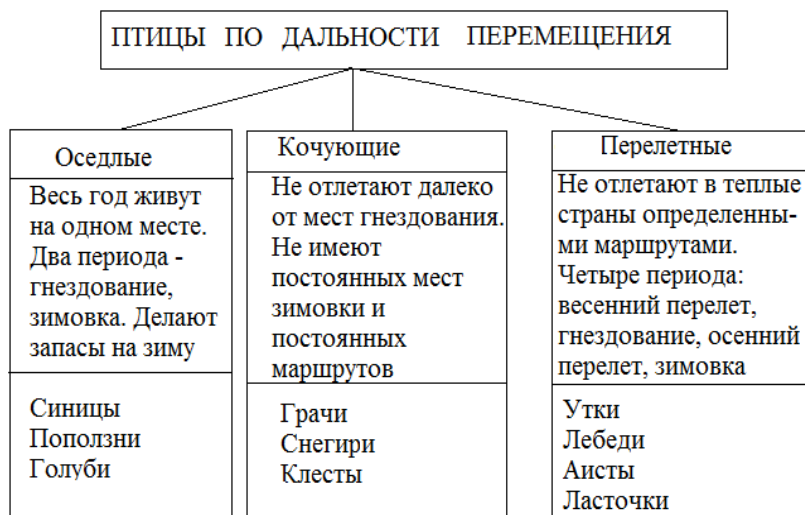 ПТИЦЫ ПО ДАЛЬНОСТИ ПЕРЕМЕЩЕНИЯ
Оседлые
Весь год живут
на одном месте.
Два периода -
гнездование,
зимовка. Делают
запасы на зиму
Синицы
Поползни
Голуби
Кочующие
Не отлетают далеко
от мест гнездования.
Не имеют
постоянных мест
зимовки и
постоянных
маршрутов
Грачи
Снегири
Клесты
Перелетные
Не отлетают в теплые
страны определенны-
ми маршрутами.
Четыре периода:
весенний перелет,
гнездование, осенний
перелет, зимовка
Утки
Лебеди
Аисты
Ласточки